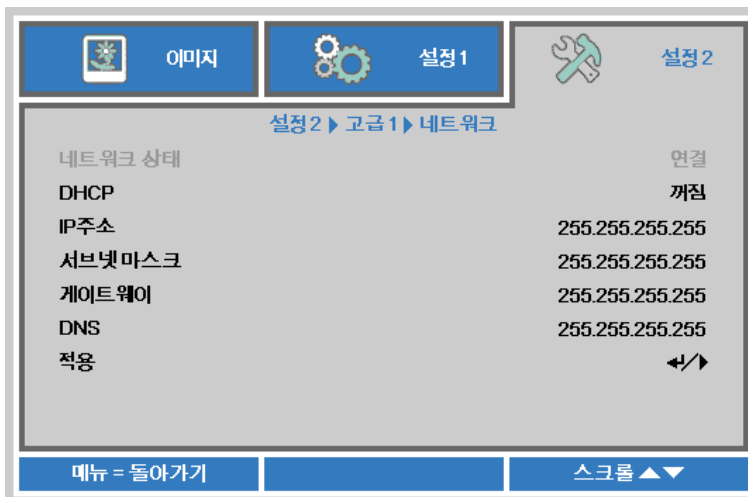 이미지
설정1
설정2
설정2 ▶ 고급1 ▶ 네트워크
네트워크 상태 연결
DHCP 꺼짐
IP주소 255.255.255.255
서브넷 마스크 255.255.255.255
게이트웨이 255.255.255.255
DNS 255.255.255.255
적용 ↵/▶
메뉴 = 돌아가기
스크롤 ▲▼